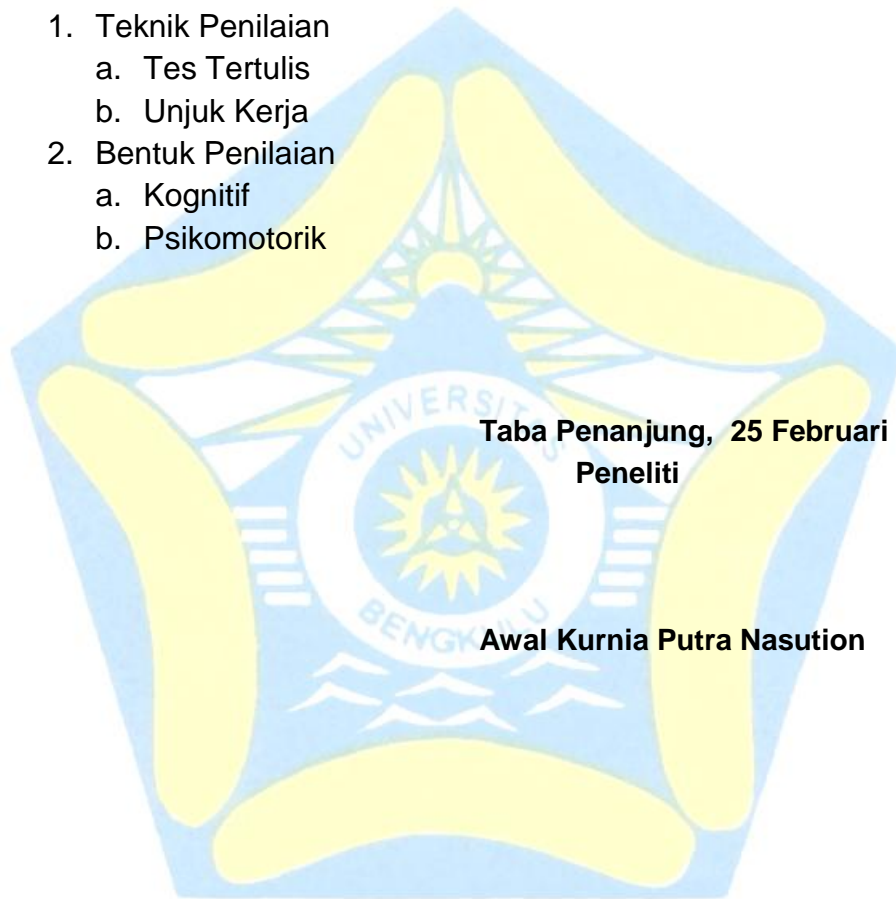 1. Teknik Penilaian
a. Tes Tertulis
b. Unjuk Kerja
2. Bentuk Penilaian
a. Kognitif
b. Psikomotorik
UNIVERSITAS
Taba Penanjung, 25 Februari
Peneliti
BENGKULU
Awal Kurnia Putra Nasution